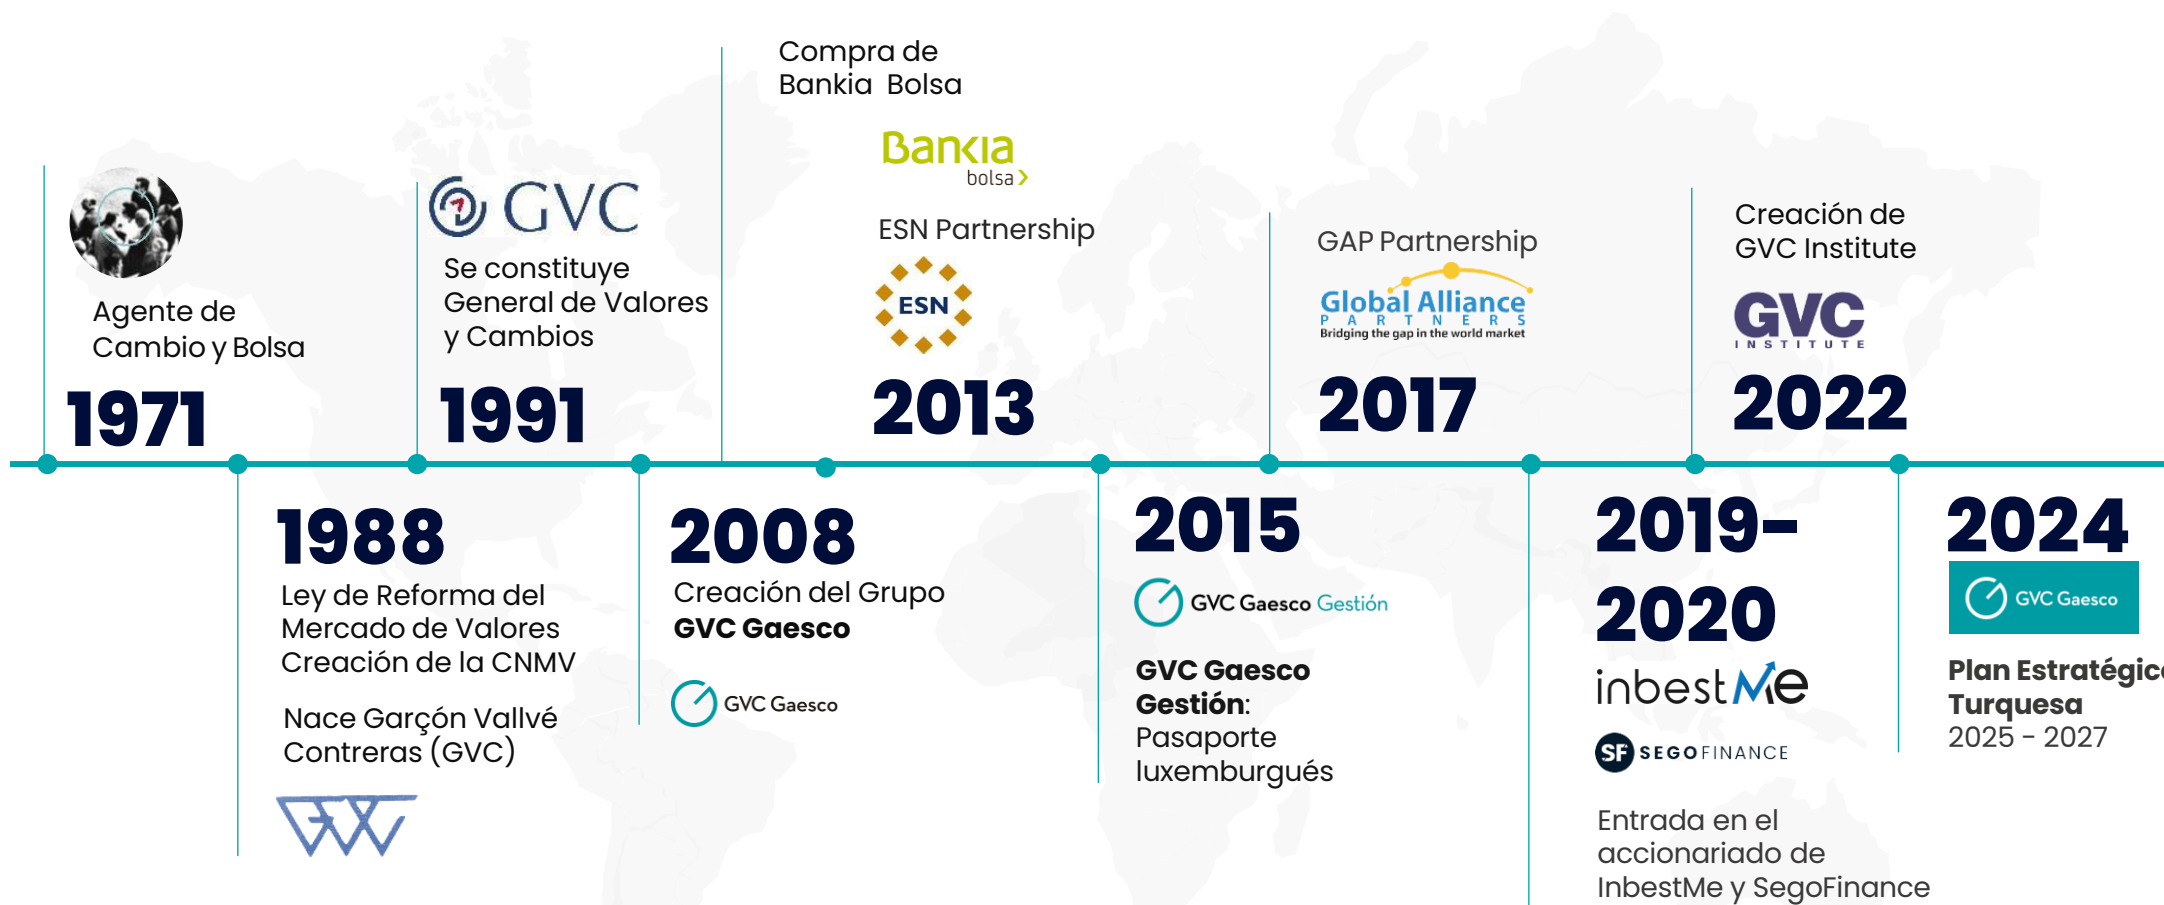 Agente de
Cambio y Bolsa
1971
1988
Ley de Reforma del
Mercado de Valores
Creación de la CNMV
Nace Garçón Vallvé
Contreras (GVC)
GVC
GVC
Se constituye
General de Valores
y Cambios
1991
2008
Creación del Grupo
GVC Gaesco
GVC Gaesco
Compra de
Bankia Bolsa
Bankia
bolsa
ESN Partnership
ESN
2013
2015
GVC Gaesco Gestión
GVC Gaesco
Gestión:
Pasaporte
luxemburgués
GAP Partnership
Global Alliance
PARTNERS
Bridging the gap in the world market
2017
2019-
2020
inbestMe
SF SEGOFINANCE
Entrada en el
accionariado de
InbestMe y SegoFinance
Creación de
GVC Institute
GVC
INSTITUTE
2022
2024
GVC Gaesco
Plan Estratégico
Turquesa
2025 - 2027